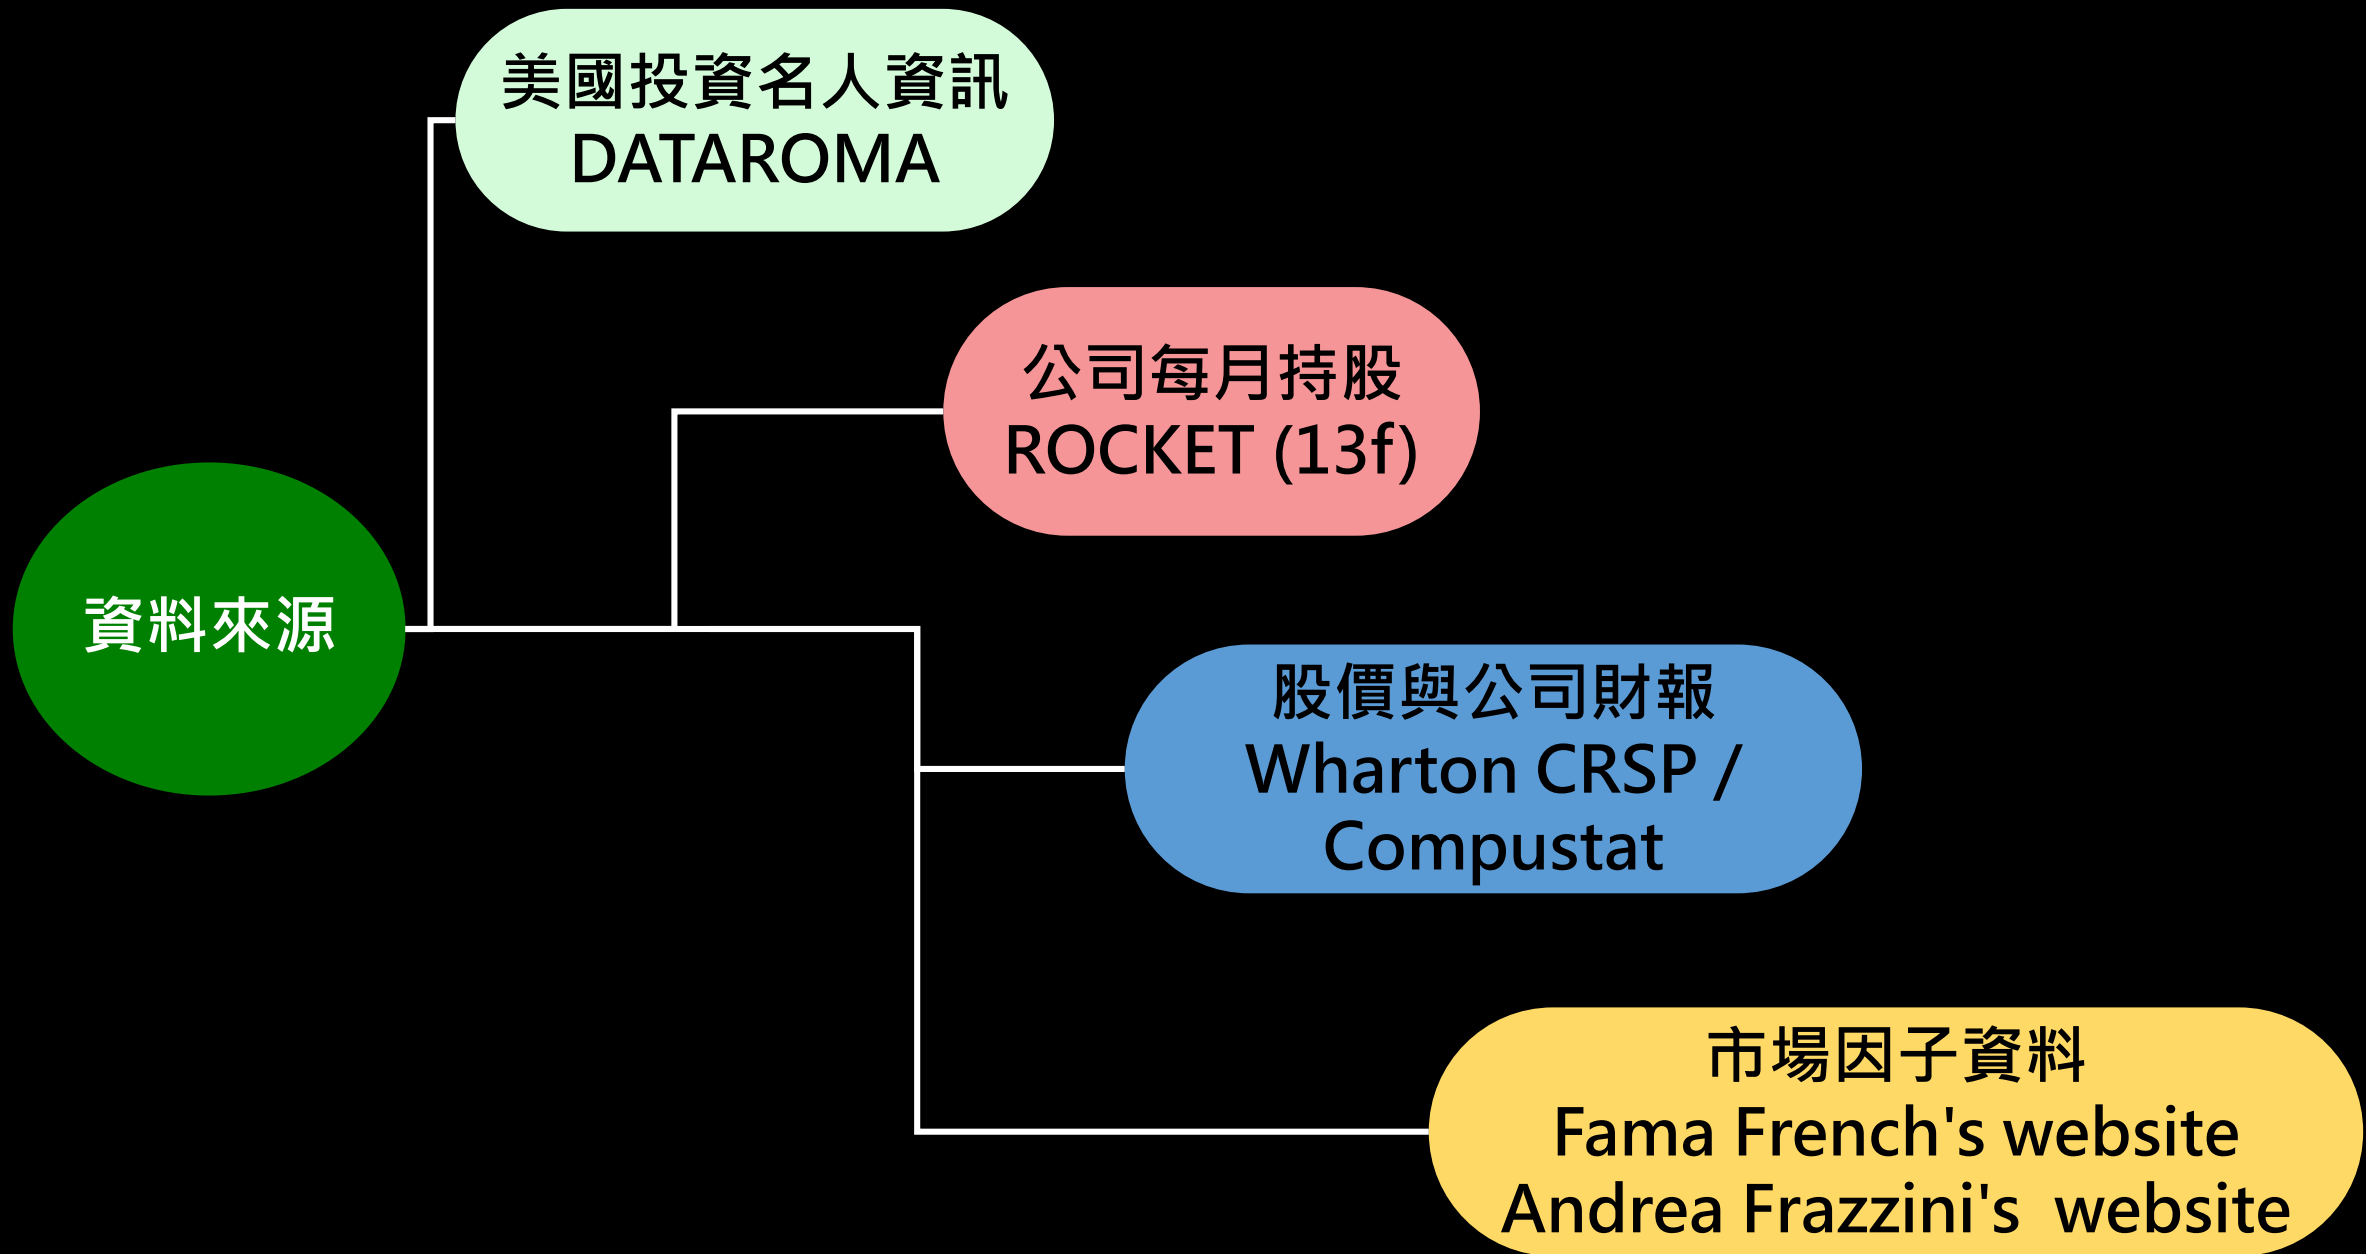 美國投資名人資訊
DATAROMA
公司每月持股
ROCKET (13f)
資料來源
股價與公司財報
Wharton CRSP /
Compustat
市場因子資料
Fama French's website
Andrea Frazzini's  website